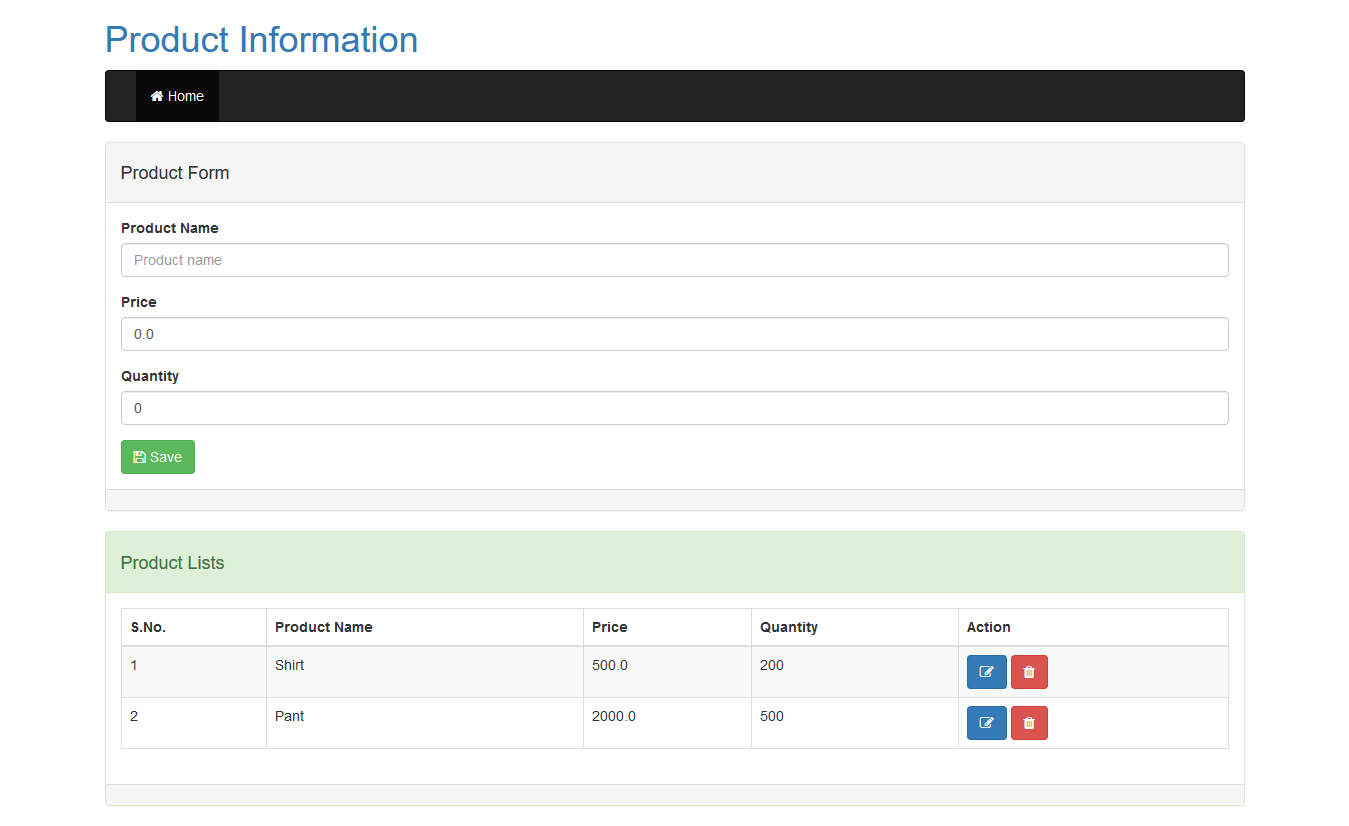 Product Information
Home
Product Form
Product Name
Product name
Price
0.0
Quantity
0
Save
Product Lists
S.No. Product Name Price Quantity Action
1 Shirt 500.0 200
2 Pant 2000.0 500